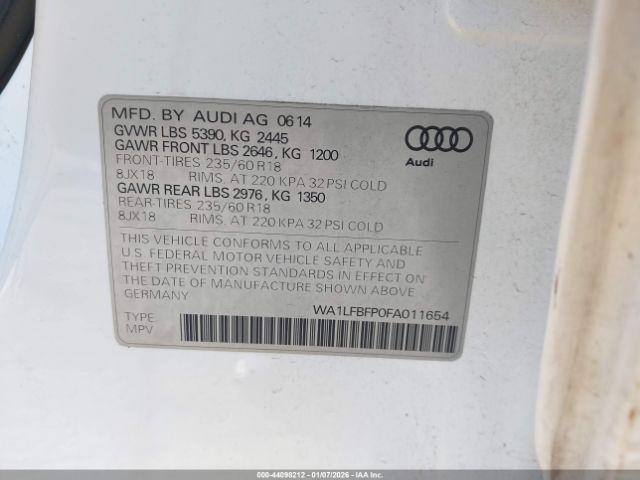 MFD. BY AUDI AG 0614
GVWR LBS 5390, KG 2445
GAWR FRONT LBS 2646, KG 1200
FRONT-TIRES 235/60 R18
8JX18 RIMS. AT 220 KPA 32 PSI COLD
GAWR REAR LBS 2976, KG 1350
REAR-TIRES 235/60 R18
8JX18 RIMS. AT 220 KPA 32 PSI COLD
Audi
THIS VEHICLE CONFORMS TO ALL APPLICABLE
U.S. FEDERAL MOTOR VEHICLE SAFETY AND
THEFT PREVENTION STANDARDS IN EFFECT ON
THE DATE OF MANUFACTURE SHOWN ABOVE
GERMANY
WA1LFBFP0FA011654
TYPE
MPV
000-44098212 - 01/07/2026 - IAA Inc. Copart